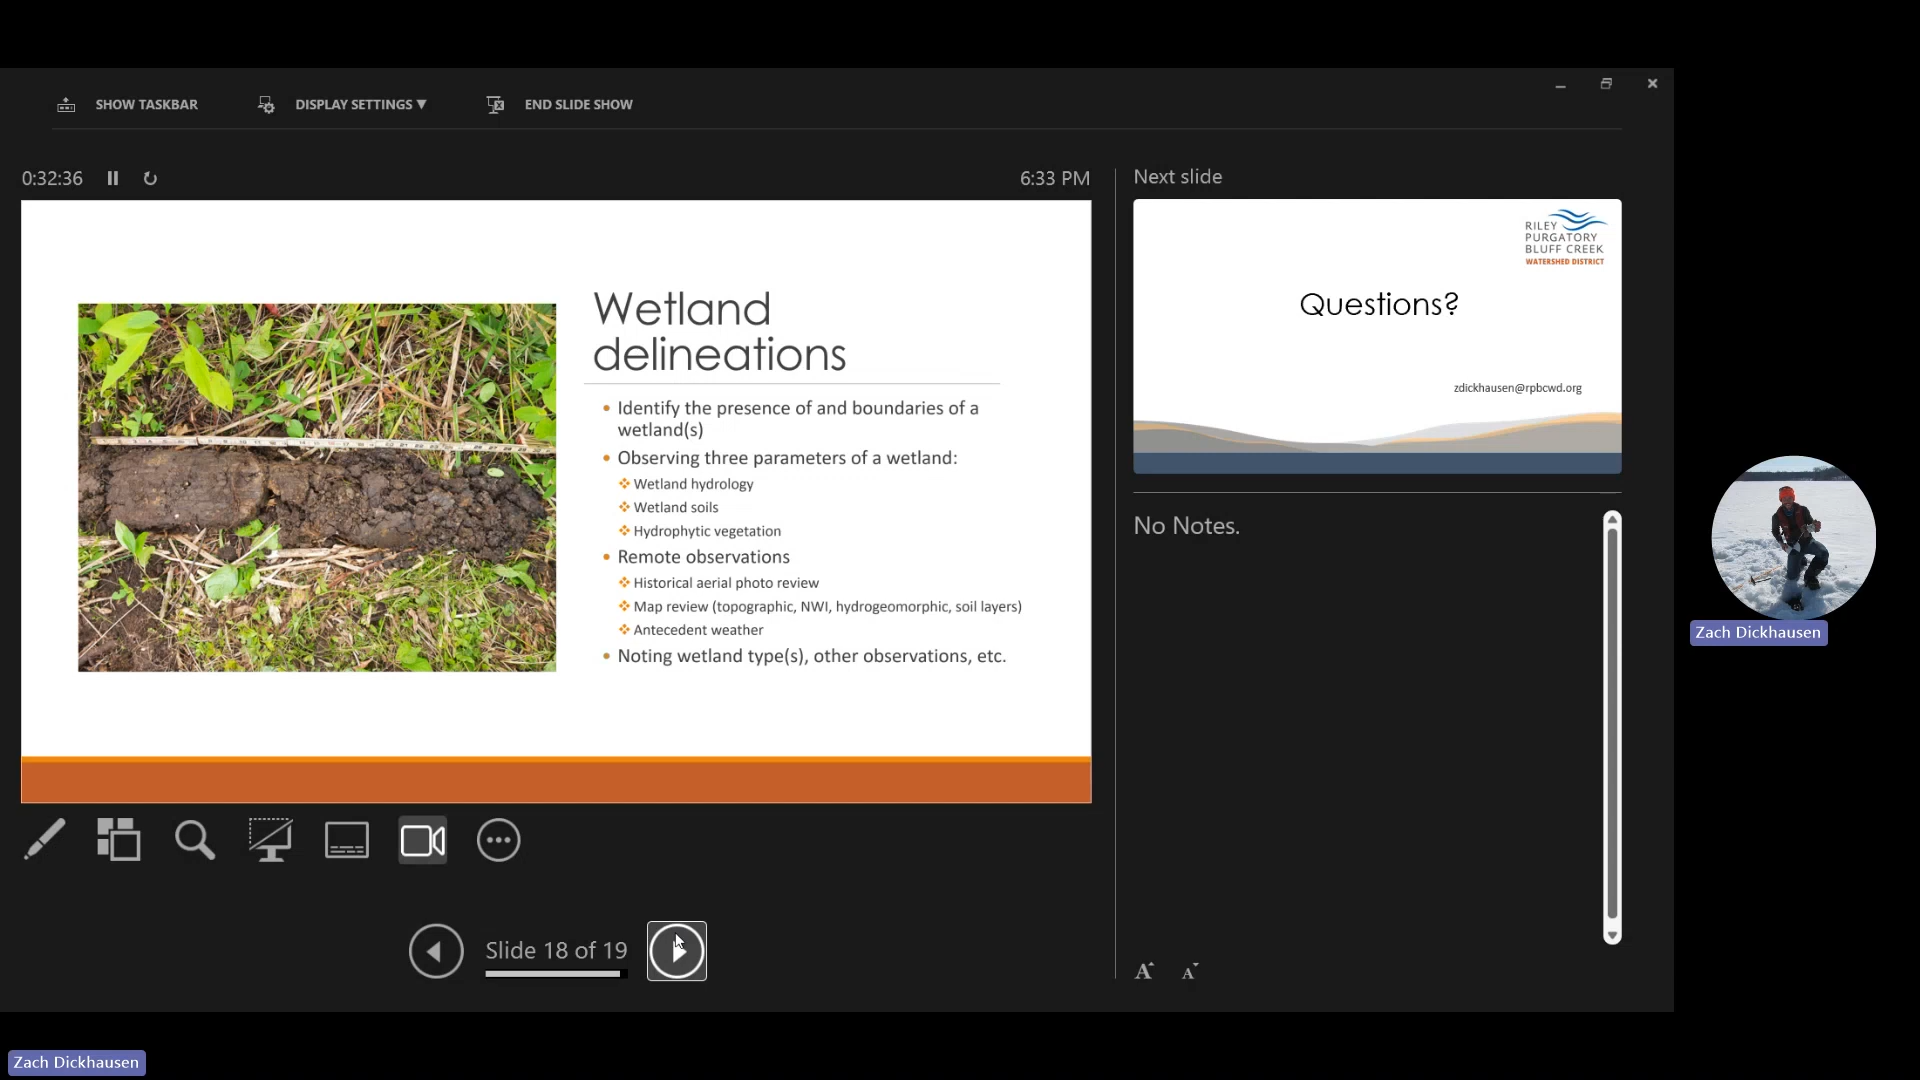 SHOW TASKBAR
DISPLAY SETTINGS ▼
END SLIDE SHOW
0:32:36
6:33 PM
Wetland
delineations
• Identify the presence of and boundaries of a
wetland(s)
• Observing three parameters of a wetland:
❖ Wetland hydrology
❖ Wetland soils
❖ Hydrophytic vegetation
• Remote observations
❖ Historical aerial photo review
❖ Map review (topographic, NWI, hydrogeomorphic, soil layers)
❖ Antecedent weather
• Noting wetland type(s), other observations, etc.
Slide 18 of 19
Next slide
RILEY
PURGATORY
BLUFF CREEK
WATERSHED DISTRICT
Questions?
zdickhausen@rpbcwd.org
No Notes.
A A
Zach Dickhausen
Zach Dickhausen